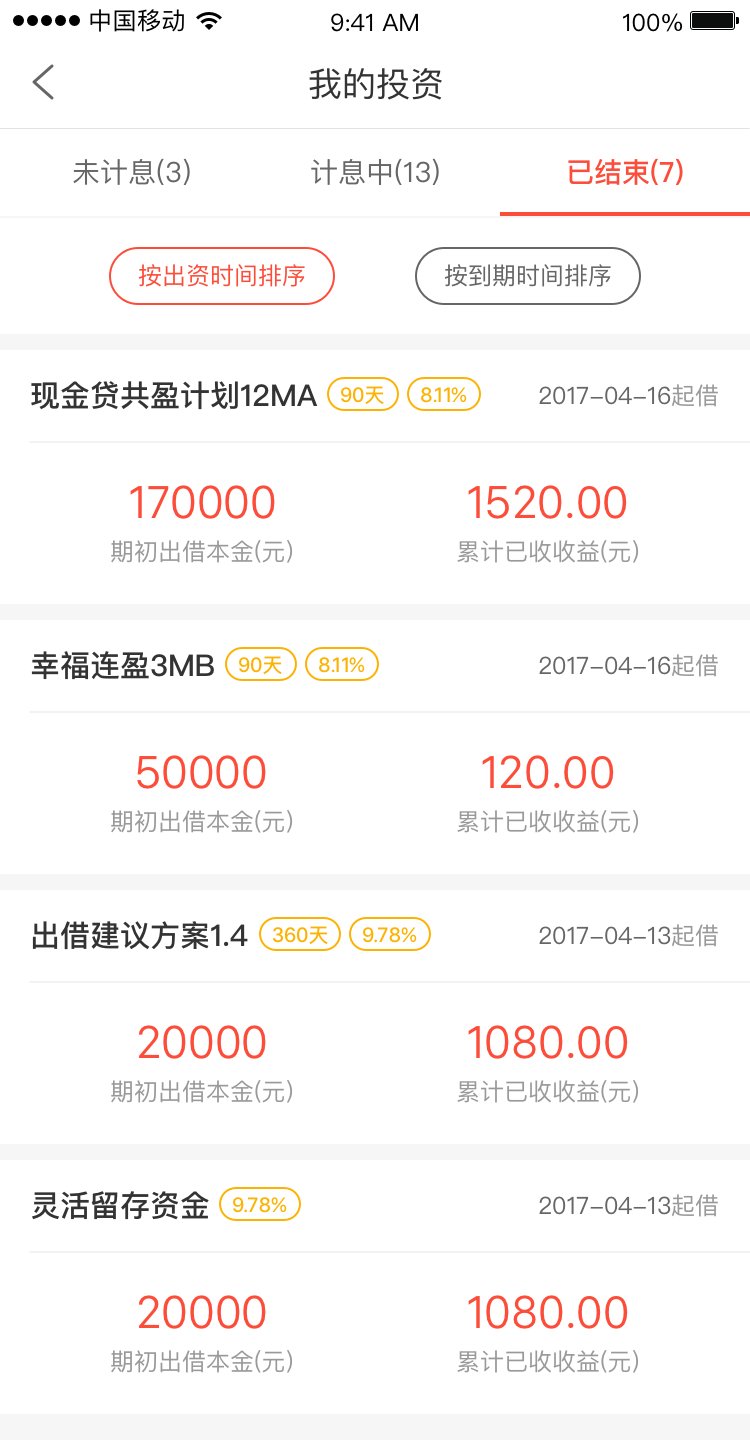 中国移动 9:41 AM 100%
我的投资
未计息(3) 计息中(13) 已结束(7)
按出资时间排序 按到期时间排序
现金贷共盈计划12MA 90天 8.11% 2017-04-16起借
170000 1520.00
期初出借本金(元) 累计已收收益(元)
幸福连盈3MB 90天 8.11% 2017-04-16起借
50000 120.00
期初出借本金(元) 累计已收收益(元)
出借建议方案1.4 360天 9.78% 2017-04-13起借
20000 1080.00
期初出借本金(元) 累计已收收益(元)
灵活留存资金 9.78% 2017-04-13起借
20000 1080.00
期初出借本金(元) 累计已收收益(元)